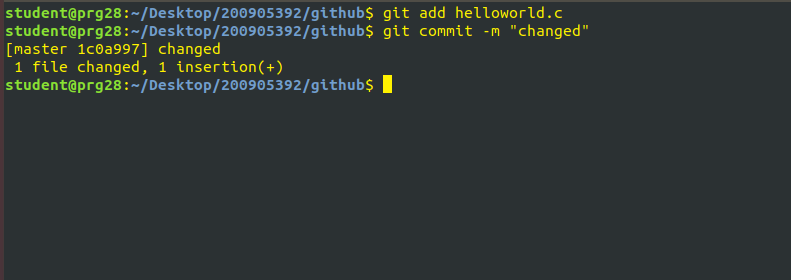 student@prg28:~/Desktop/200905392/github$ git add helloworld.c
student@prg28:~/Desktop/200905392/github$ git commit -m "changed"
[master 1c0a997] changed
 1 file changed, 1 insertion(+)
student@prg28:~/Desktop/200905392/github$